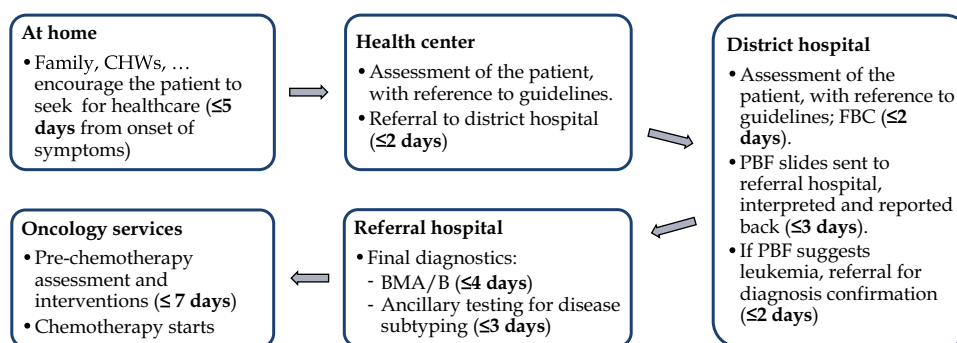 At home
• Family, CHWs, …
encourage the patient to
seek for healthcare (≤5
days from onset of
symptoms)
Health center
• Assessment of the patient,
with reference to guidelines.
• Referral to district hospital
(≤2 days)
District hospital
• Assessment of the
patient, with reference to
guidelines; FBC (≤2
days).
• PBF slides sent to
referral hospital,
interpreted and reported
back (≤3 days).
• If PBF suggests
leukemia, referral for
diagnosis confirmation
(≤2 days)
Referral hospital
• Final diagnostics:
- BMA/B (≤4 days)
- Ancillary testing for disease
subtyping (≤3 days)
Oncology services
• Pre-chemotherapy
assessment and
interventions (≤ 7 days)
• Chemotherapy starts